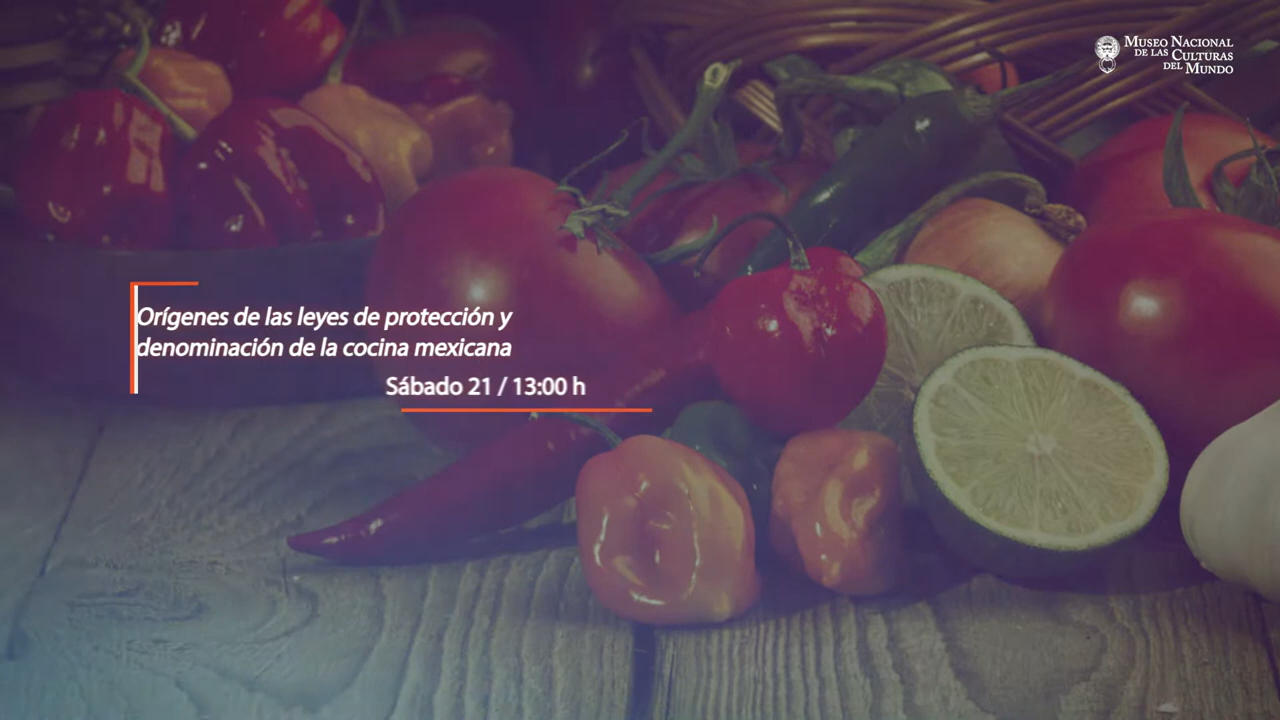 MUSEO NACIONAL
DE LAS CULTURAS
DEL MUNDO
Orígenes de las leyes de protección y
denominación de la cocina mexicana
Sábado 21 / 13:00 h